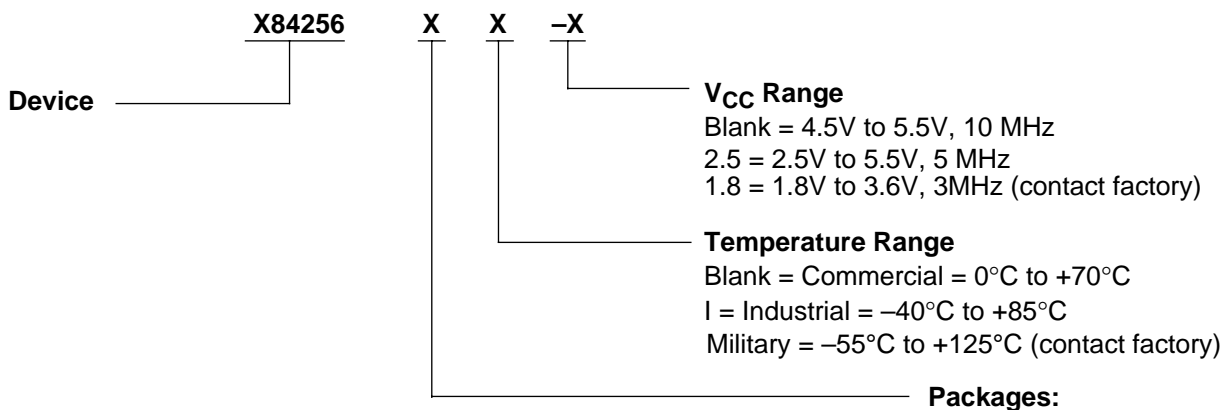 X84256 X X –X
Device
VCC Range
Blank = 4.5V to 5.5V, 10 MHz
2.5 = 2.5V to 5.5V, 5 MHz
1.8 = 1.8V to 3.6V, 3MHz (contact factory)
Temperature Range
Blank = Commercial = 0°C to +70°C
I = Industrial = –40°C to +85°C
Military = –55°C to +125°C (contact factory)
Packages: